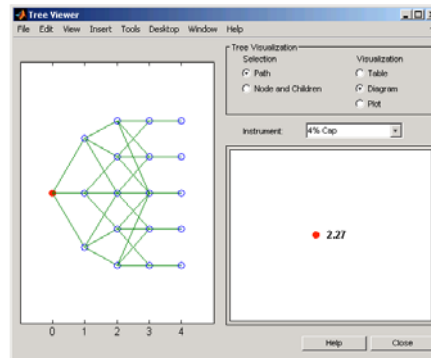 Tree Viewer
File Edit View Insert Tools Desktop Window Help
Tree Visualization
Selection
Visualization
Path
Table
Node and Children
Diagram
Plot
Instrument:
4% Cap
2.27
0 1 2 3 4
Help
Close